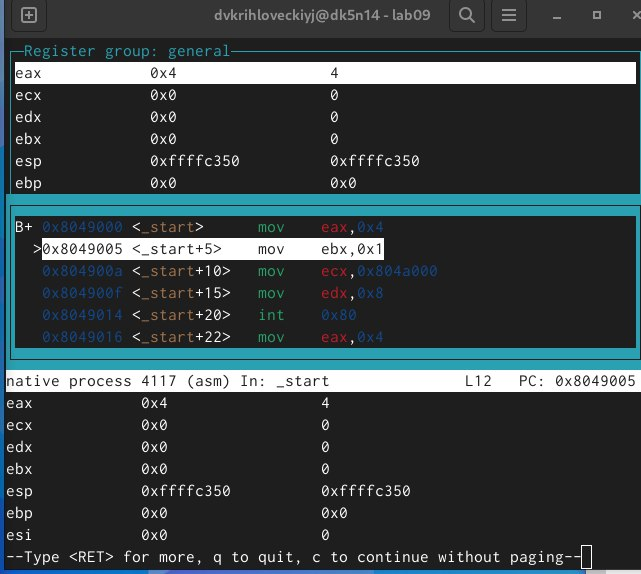 dvkrihloveckiyj@dk5n14 - lab09
Register group: general
eax 0x4 4
ecx 0x0 0
edx 0x0 0
ebx 0x0 0
esp 0xffffc350 0xffffc350
ebp 0x0 0x0
B+ 0x8049000 <_start> mov eax,0x4
>0x8049005 <_start+5> mov ebx,0x1
0x804900a <_start+10> mov ecx,0x804a000
0x804900f <_start+15> mov edx,0x8
0x8049014 <_start+20> int 0x80
0x8049016 <_start+22> mov eax,0x4
native process 4117 (asm) In: _start L12 PC: 0x8049005
eax 0x4 4
ecx 0x0 0
edx 0x0 0
ebx 0x0 0
esp 0xffffc350 0xffffc350
ebp 0x0 0x0
esi 0x0 0
--Type <RET> for more, q to quit, c to continue without paging--